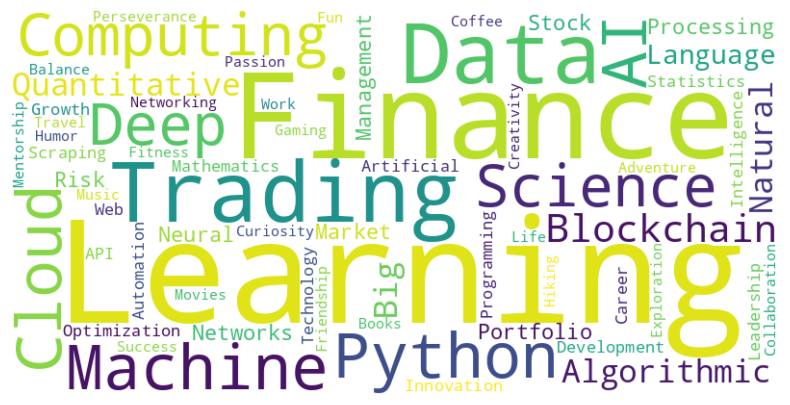 Perseverance
Fun
Coffee
Stock
Processing
Computing
Passion
Data
AI
Language
Balance
Quantitative
Networking
Finance
Management
Statistics
Growth
Travel
Humor
Mentorship
Deep
Work
Gaming
Creativity
Intelligence
Natural
Scraping
Fitness
Mathematics
Artificial
Adventure
Risk
Music
Web
Trading
Science
Cloud
Neural
Curiosity
Market
Blockchain
API
Automation
Learning
Life
Programming
Movies
Technology
Friendship
Big
Hiking
Career
Exploration
Leadership
Collaboration
Optimization
Networks
Books
Portfolio
Success
Machine
Python
Development
Innovation
Algorithmic